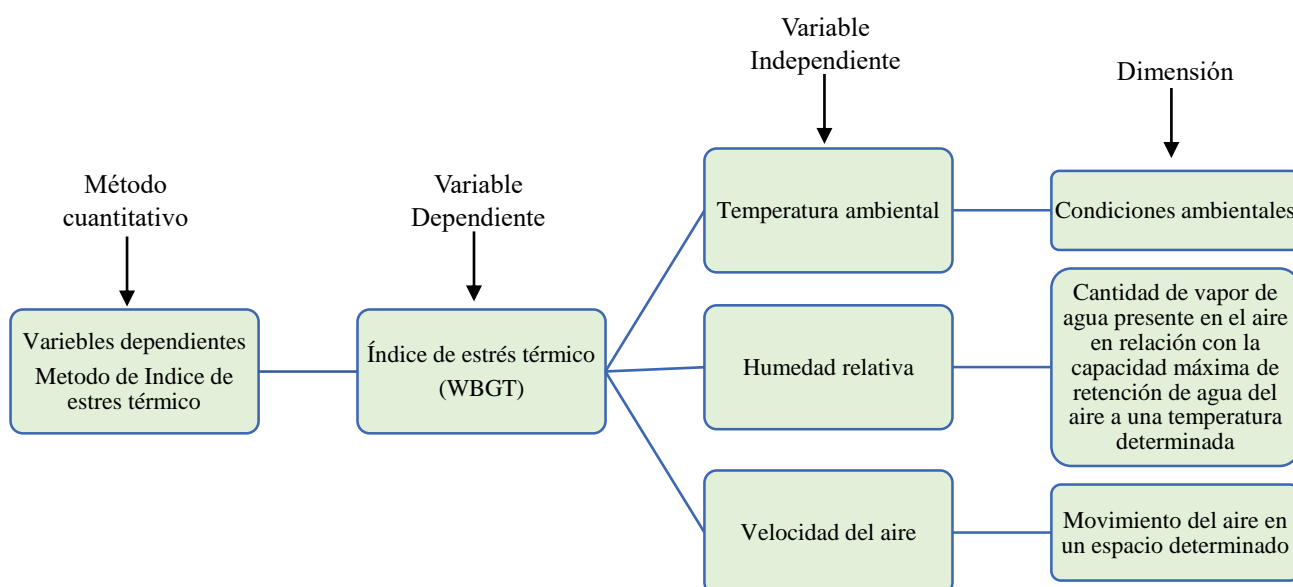 Variable
Independiente
Dimensión
Método
cuantitativo
Variable
Dependiente
Variebles dependientes
Metodo de Indice de
estres térmico
Índice de estrés térmico
(WBGT)
Temperatura ambiental
Condiciones ambientales
Humedad relativa
Cantidad de vapor de
agua presente en el aire
en relación con la
capacidad máxima de
retención de agua del
aire a una temperatura
determinada
Velocidad del aire
Movimiento del aire en
un espacio determinado